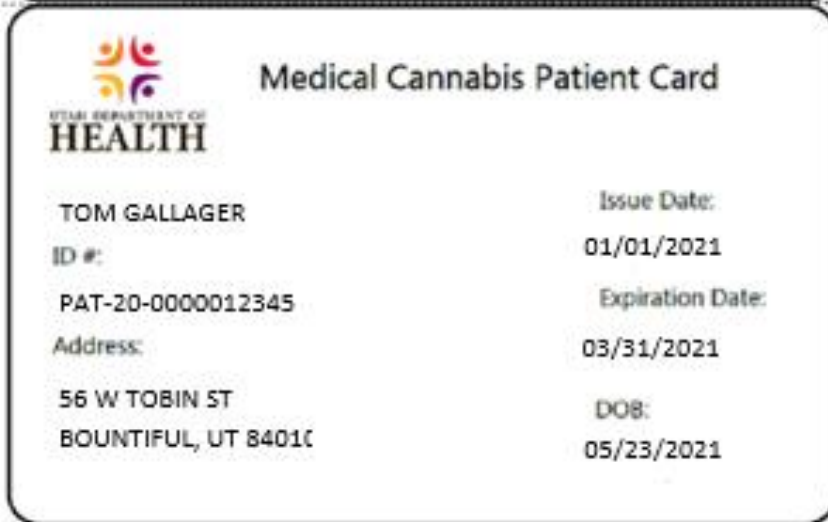 Medical Cannabis Patient Card
UTAH DEPARTMENT OF
HEALTH
TOM GALLAGER
ID #:
PAT-20-0000012345
Address:
56 W TOBIN ST
BOUNTIFUL, UT 84010
Issue Date:
01/01/2021
Expiration Date:
03/31/2021
DOB:
05/23/2021